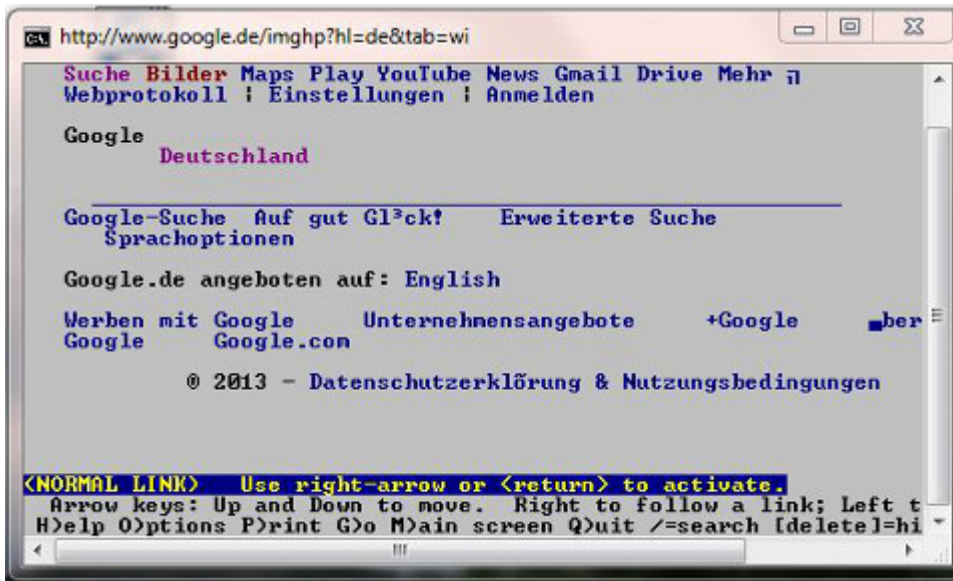 http://www.google.de/imghp?hl=de&tab=wi
Suche Bilder Maps Play YouTube News Gmail Drive Mehr ╗
Webprotokoll ¦ Einstellungen ¦ Anmelden
Google
Deutschland
Google-Suche Auf gut Gl³ck! Erweiterte Suche
Sprachoptionen
Google.de angeboten auf: English
Werben mit Google Unternehmensangebote +Google ▄ber
Google Google.com
® 2013 - Datenschutzerklõrung & Nutzungsbedingungen
<NORMAL LINK> Use right-arrow or <return> to activate.
Arrow keys: Up and Down to move. Right to follow a link; Left t
H)elp O)ptions P)rint G)o M)ain screen Q)uit /=search [delete]=hi